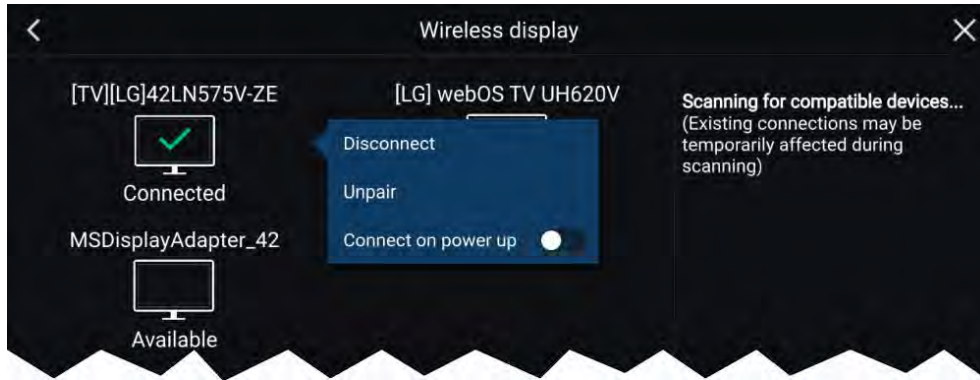 Wireless display
[TV][LG]42LN575V-ZE
Connected
[LG] webOS TV UH620V
Disconnect
Unpair
Connect on power up
MSDisplayAdapter_42
Available
Scanning for compatible devices...
(Existing connections may be
temporarily affected during
scanning)